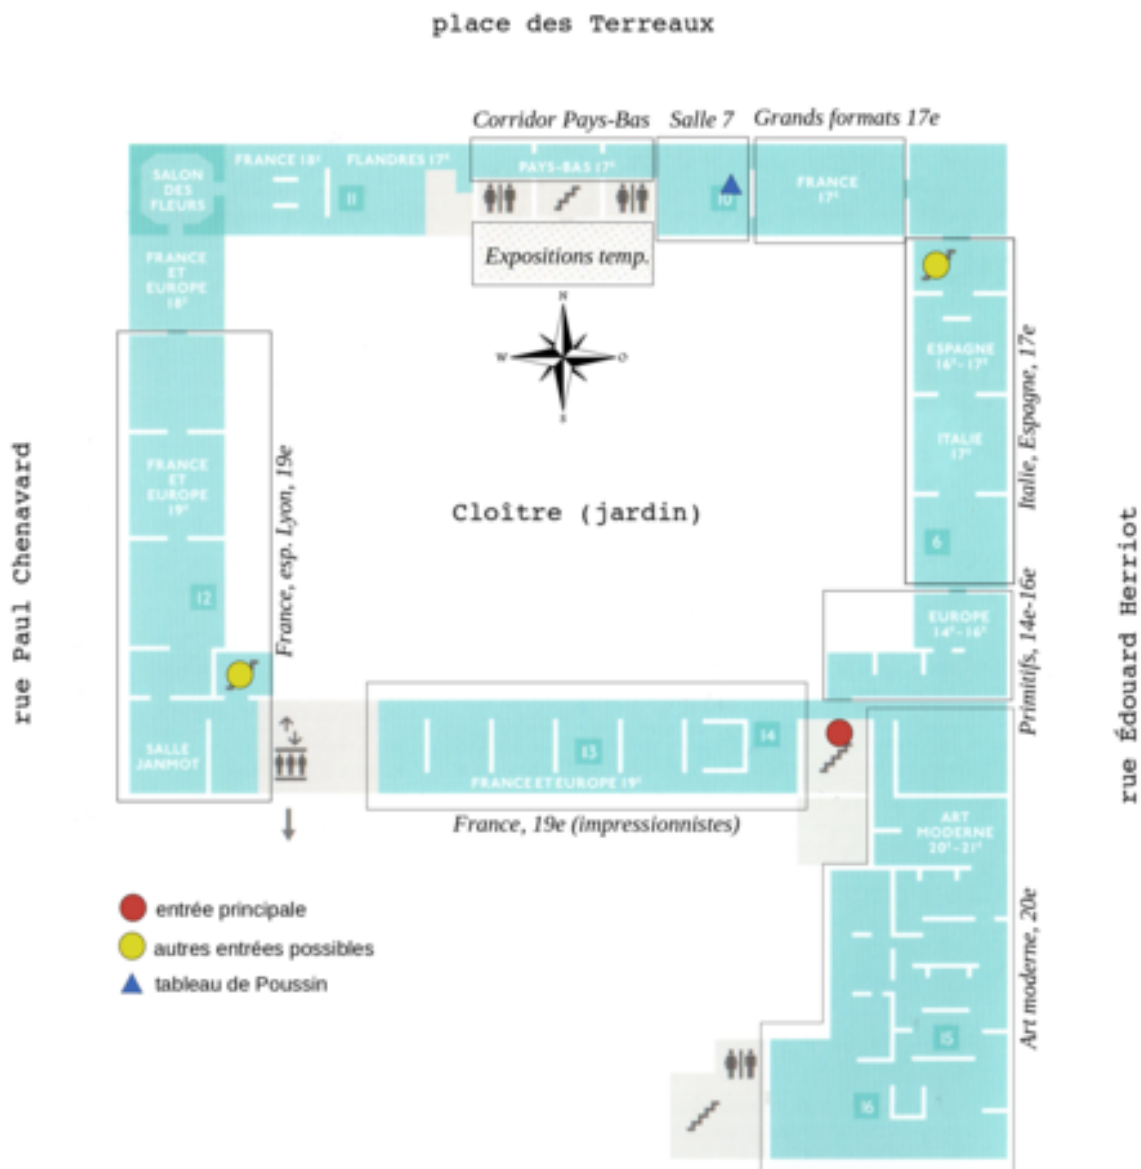 place des Terreaux
Corridor Pays-Bas
Salle 7
Grands formats 17e
FRANCE 18e
FLANDRES 17e
PAYS-BAS 17e
SALON
DES
FLEURS
11
10
FRANCE
17e
Expositions temp.
FRANCE
ET
EUROPE
18e
N
W
O
S
ESPAGNE
16e-17e
ITALIE
17e
Italie, Espagne, 17e
6
FRANCE
ET
EUROPE
19e
France, esp. Lyon, 19e
rue Paul Chenavard
Cloître (jardin)
12
EUROPE
14e-16e
Primitifs, 14e-16e
rue Édouard Herriot
SALLE
JANMOT
13
14
FRANCE ET EUROPE 19e
France, 19e (impressionnistes)
ART
MODERNE
20e-21e
Art moderne, 20e
15
16
entrée principale
autres entrées possibles
tableau de Poussin